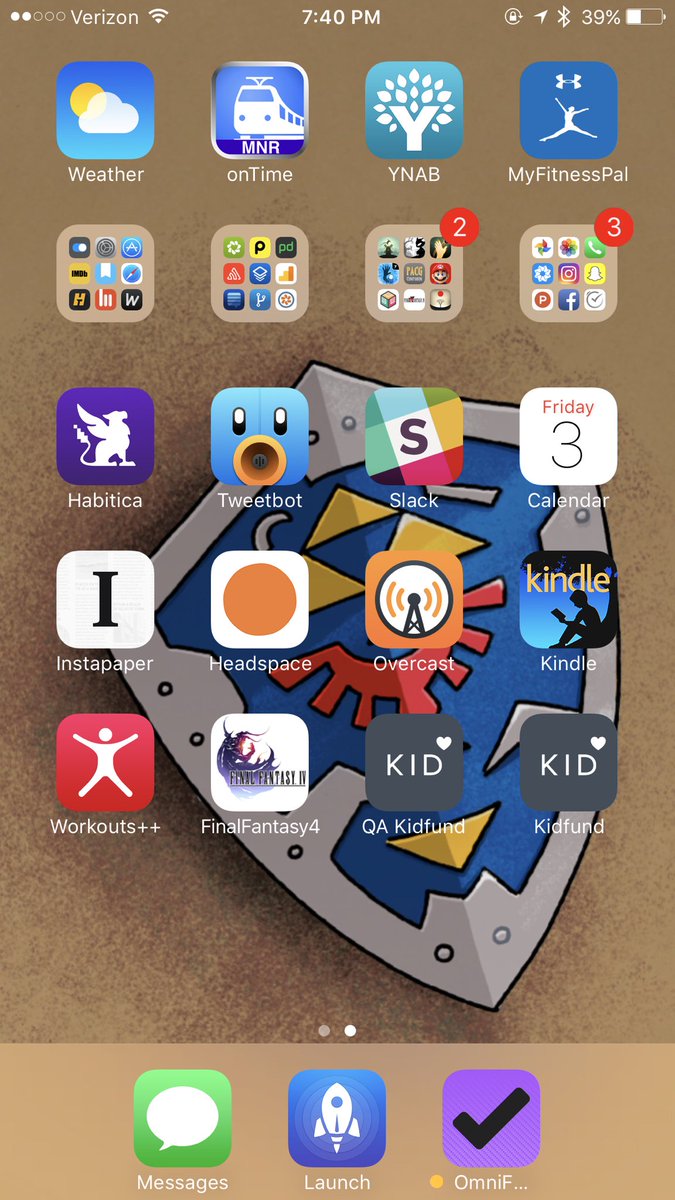 Verizon 7:40 PM 39%
MNR
Weather onTime YNAB MyFitnessPal
2 3
pd
IMDb
PACG
H W
Friday
3
S
Habitica Tweetbot Slack Calendar
I kindle
Instapaper Headspace Overcast Kindle
FINAL FANTASY IV KID KID
Workouts++ FinalFantasy4 QA Kidfund Kidfund
Messages Launch OmniF...